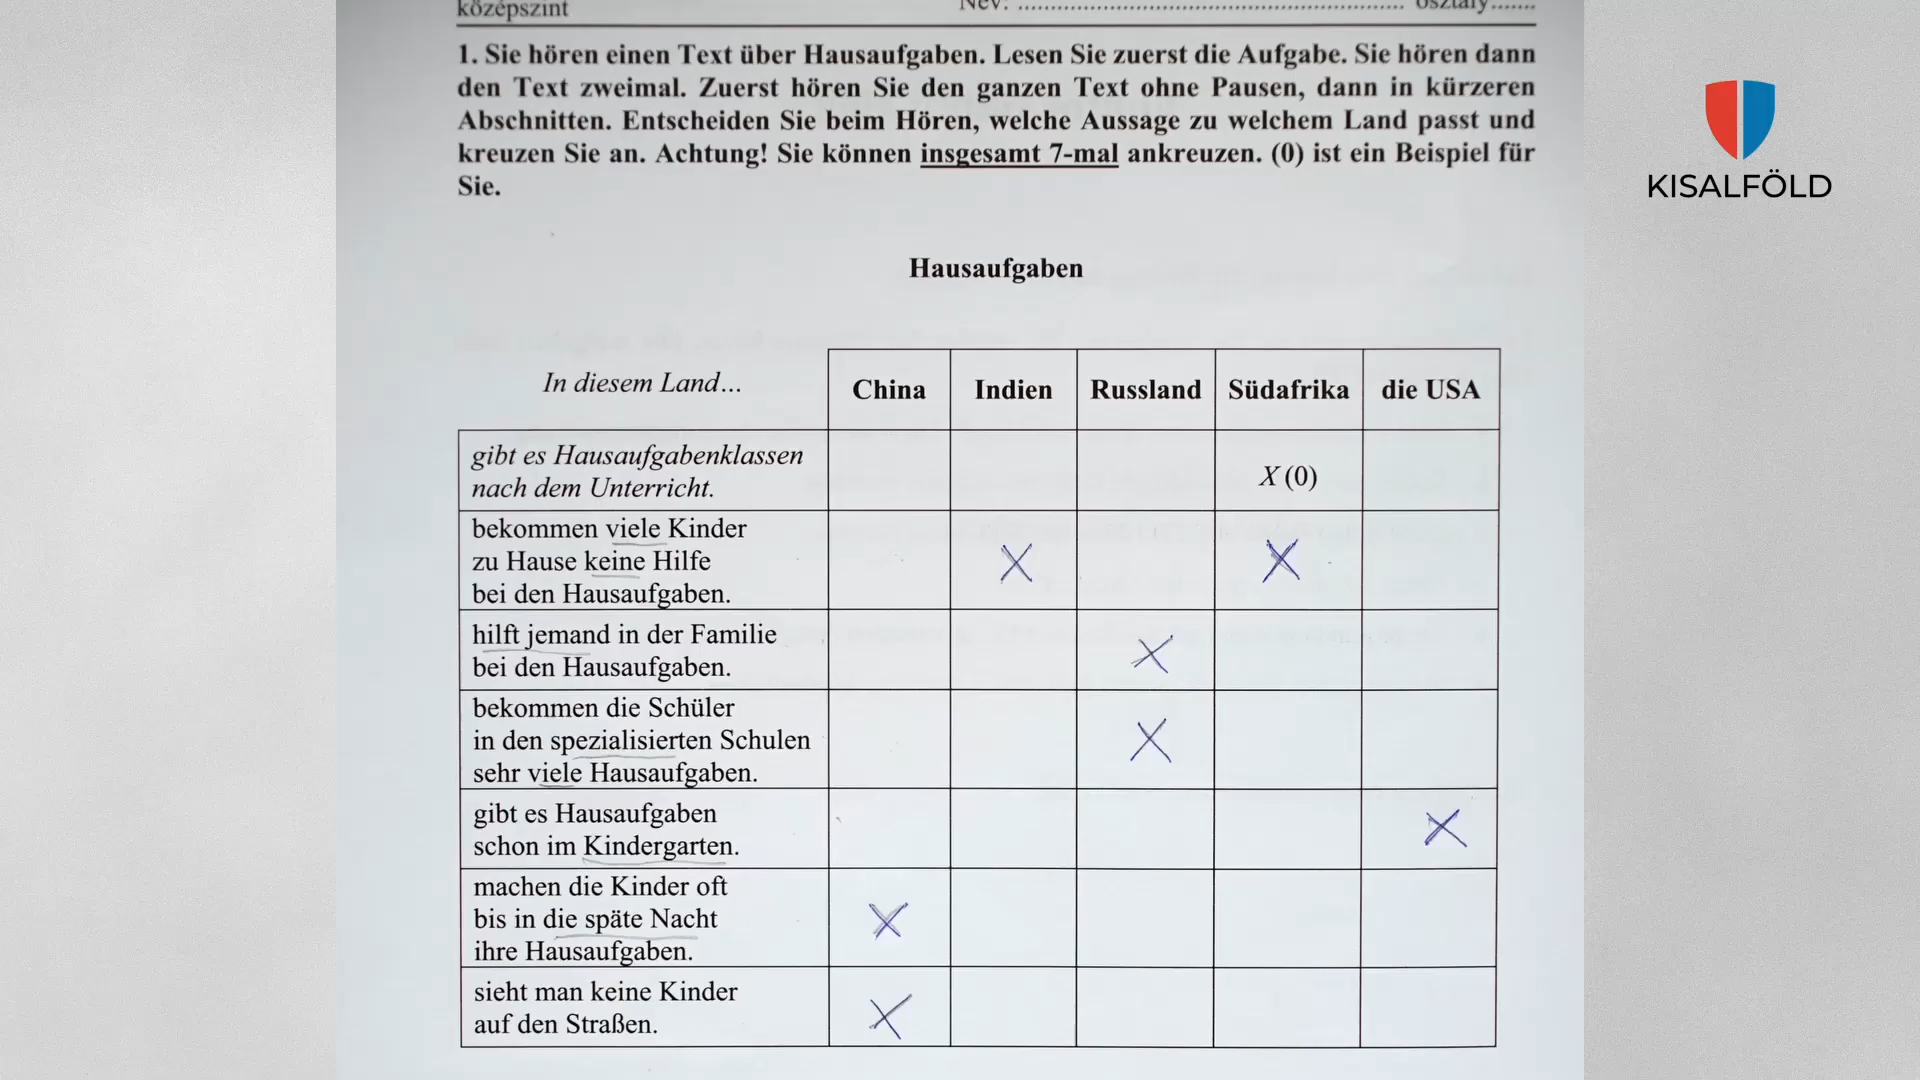 középszint
Név: .......................................................................... osztály.......
1. Sie hören einen Text über Hausaufgaben. Lesen Sie zuerst die Aufgabe. Sie hören dann
den Text zweimal. Zuerst hören Sie den ganzen Text ohne Pausen, dann in kürzeren
Abschnitten. Entscheiden Sie beim Hören, welche Aussage zu welchem Land passt und
kreuzen Sie an. Achtung! Sie können insgesamt 7-mal ankreuzen. (0) ist ein Beispiel für
Sie.
KISALFÖLD
Hausaufgaben
In diesem Land…
China
Indien
Russland
Südafrika
die USA
gibt es Hausaufgabenklassen
nach dem Unterricht.
X (0)
bekommen viele Kinder
zu Hause keine Hilfe
bei den Hausaufgaben.
X
X
hilft jemand in der Familie
bei den Hausaufgaben.
X
bekommen die Schüler
in den spezialisierten Schulen
sehr viele Hausaufgaben.
X
gibt es Hausaufgaben
schon im Kindergarten.
X
machen die Kinder oft
bis in die späte Nacht
ihre Hausaufgaben.
X
sieht man keine Kinder
auf den Straßen.
X